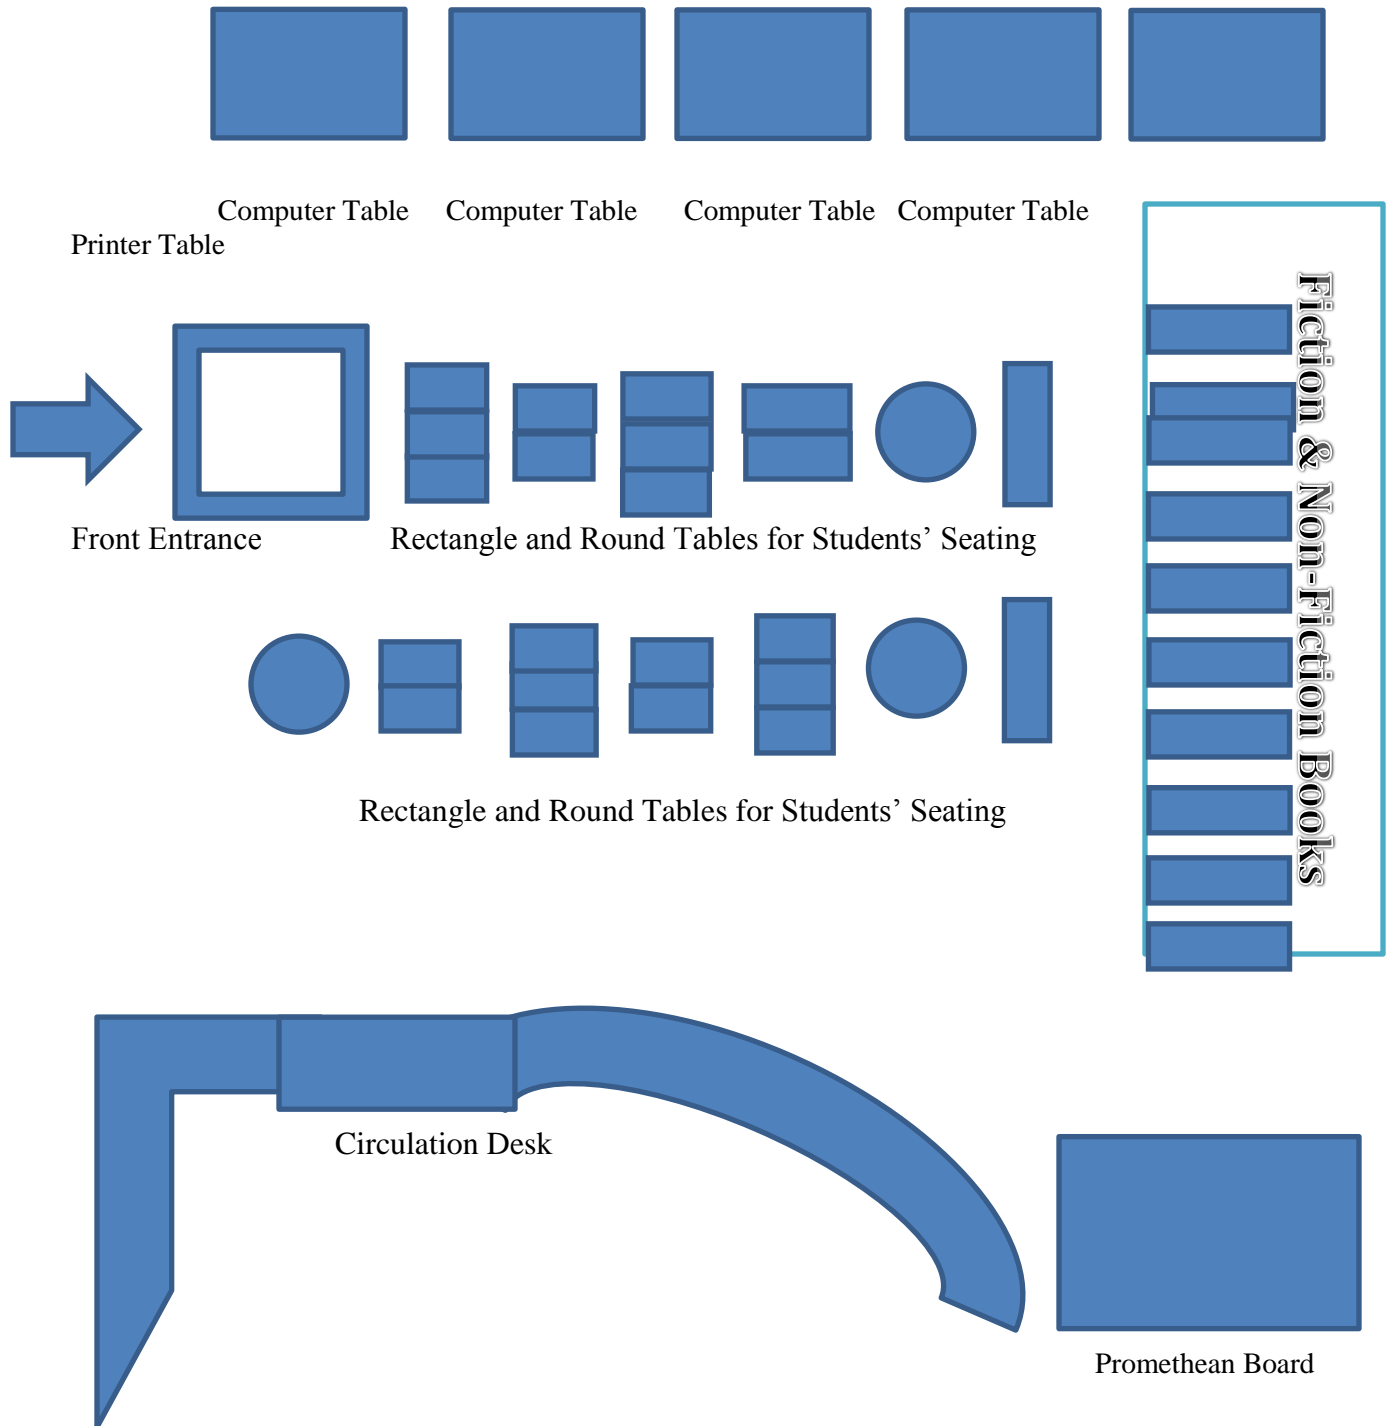 Computer Table Computer Table Computer Table Computer Table
Printer Table
Fiction & Non-Fiction Books
Front Entrance Rectangle and Round Tables for Students’ Seating
Rectangle and Round Tables for Students’ Seating
Circulation Desk
Promethean Board